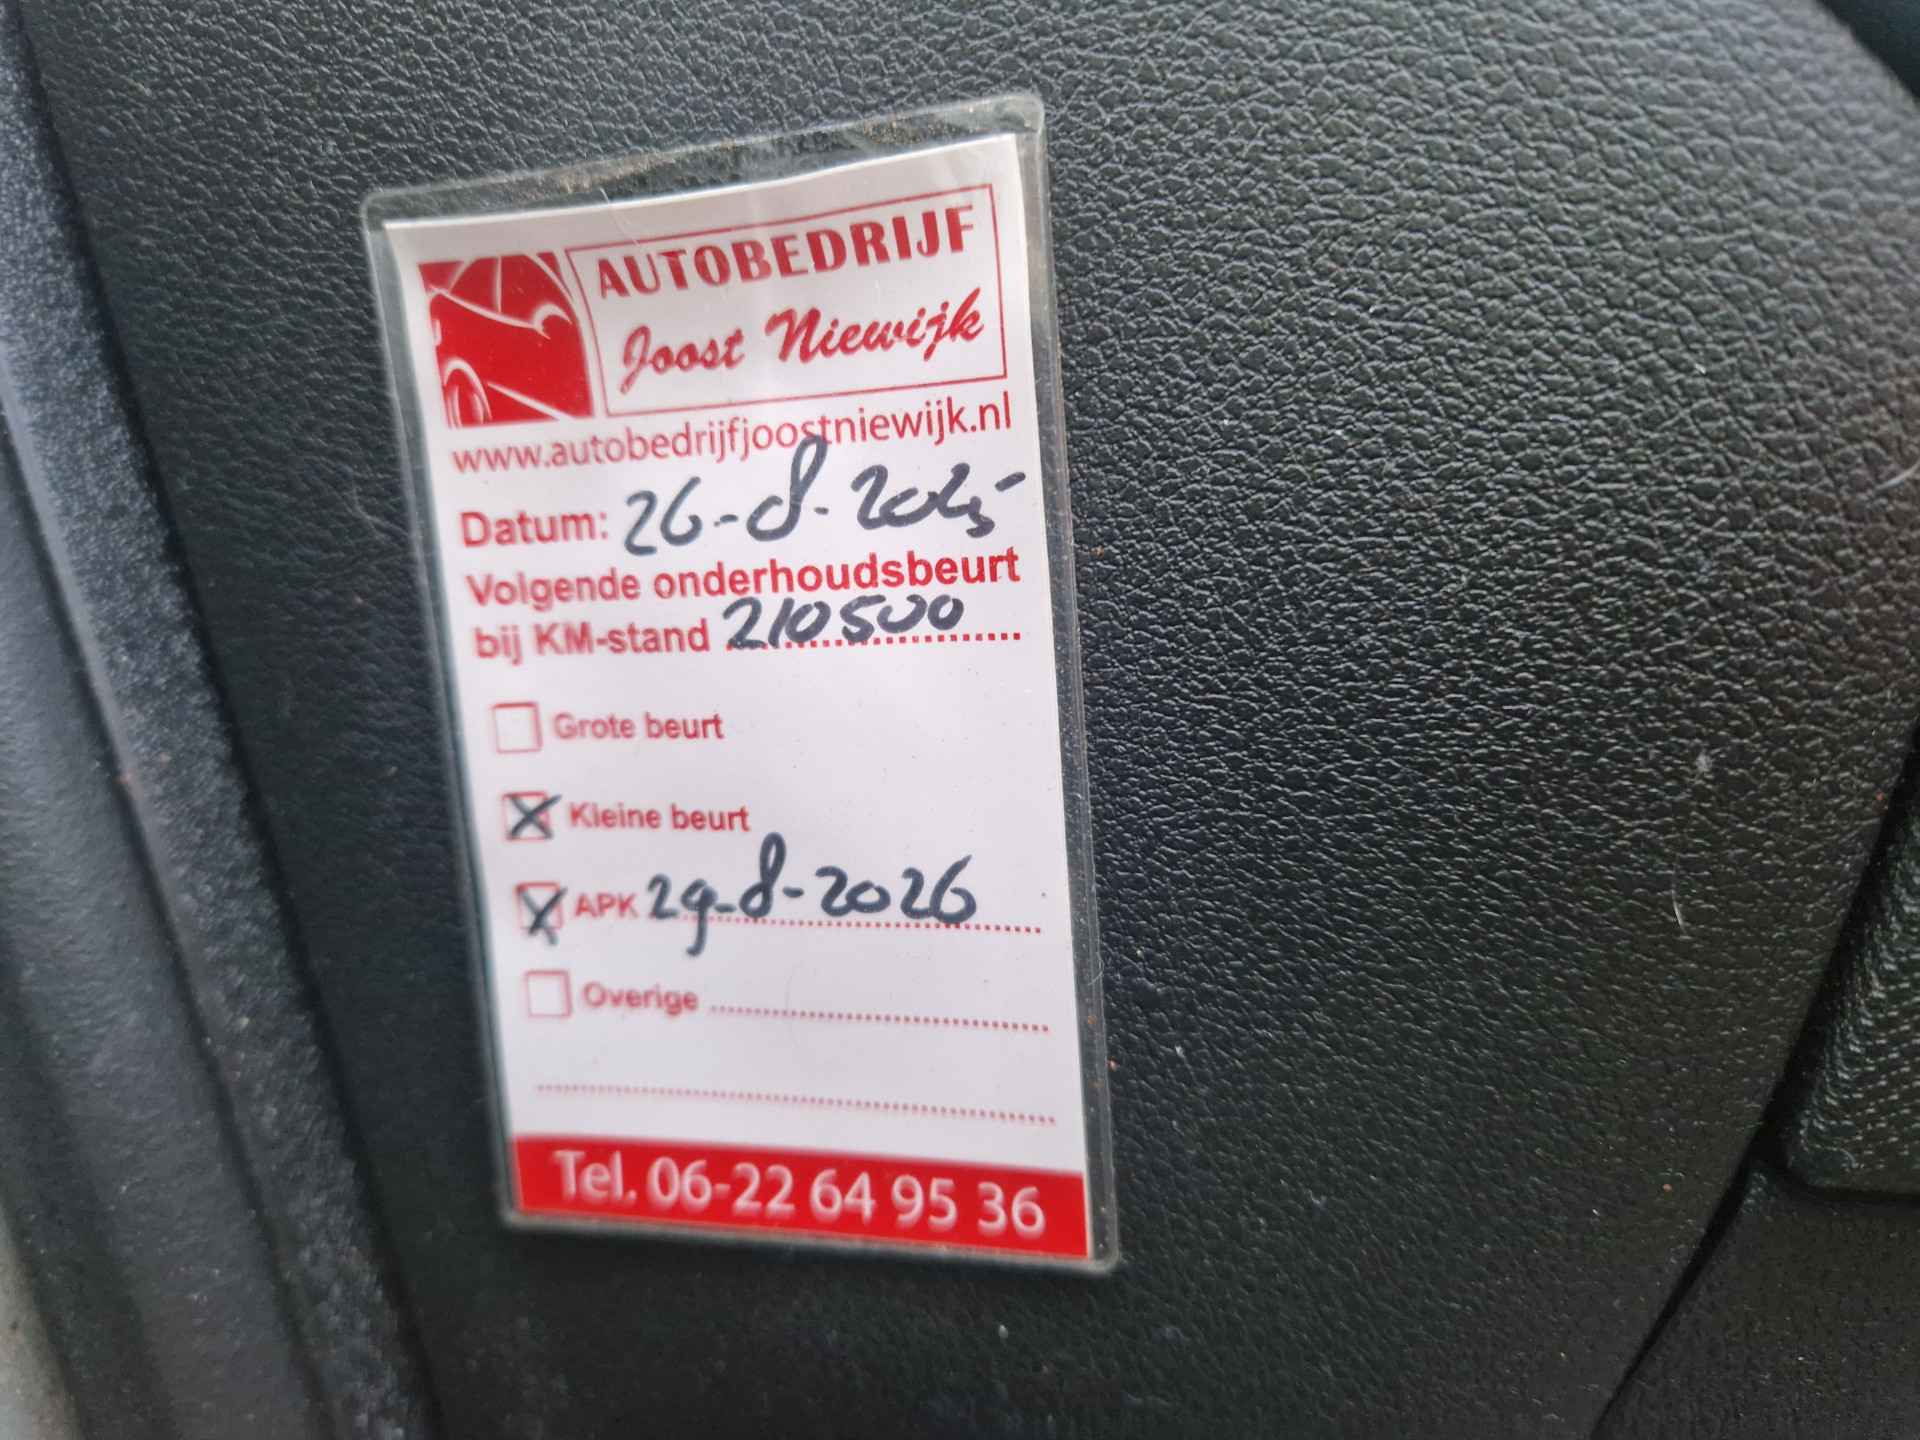 AUTOBEDRIJF
Joost Niewijk
www.autobedrijfjoostniewijk.nl
Datum: 26-8-2025
Volgende onderhoudsbeurt
bij KM-stand 210500
Grote beurt
Kleine beurt
APK 29-8-2026
Overige
Tel. 06-22 64 95 36